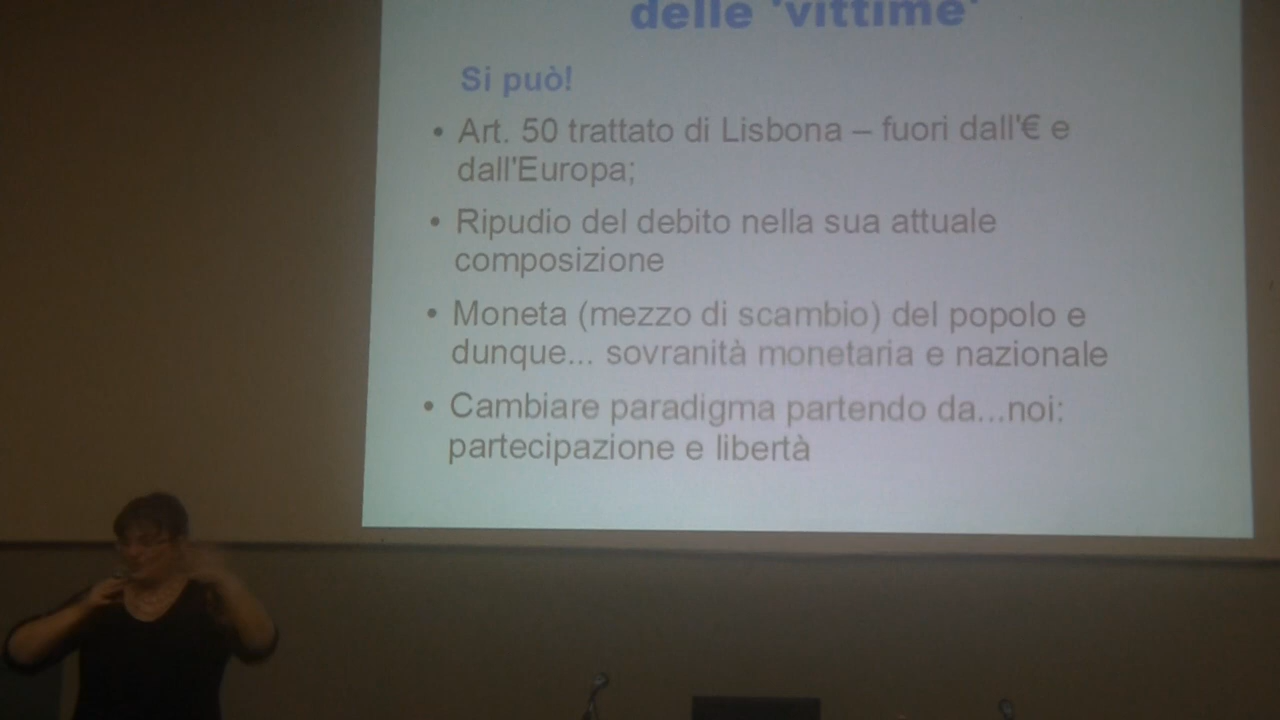 delle 'vittime'
Si può!
• Art. 50 trattato di Lisbona – fuori dall'€ e
dall'Europa;
• Ripudio del debito nella sua attuale
composizione
• Moneta (mezzo di scambio) del popolo e
dunque... sovranità monetaria e nazionale
• Cambiare paradigma partendo da...noi:
partecipazione e libertà